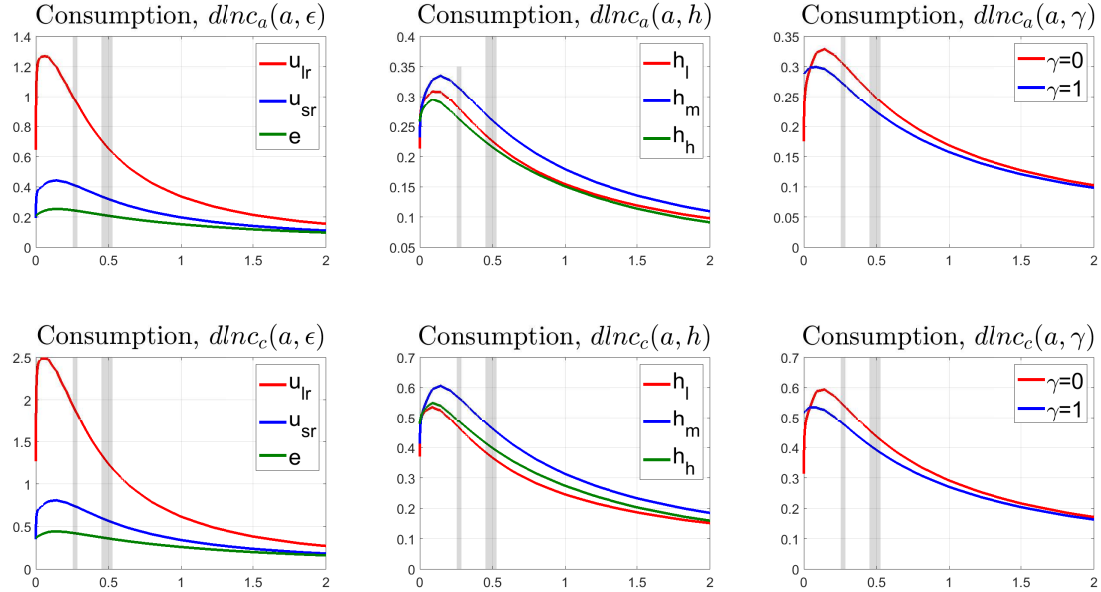 Consumption, dlnc_a(a, ϵ)
1.4
1.2
1
0.8
0.6
0.4
0.2
0
0 0.5 1 1.5 2
u_lr
u_sr
e
Consumption, dlnc_a(a, h)
0.4
0.35
0.3
0.25
0.2
0.15
0.1
0.05
0 0.5 1 1.5 2
h_l
h_m
h_h
Consumption, dlnc_a(a, γ)
0.35
0.3
0.25
0.2
0.15
0.1
0.05
0
0 0.5 1 1.5 2
γ=0
γ=1
Consumption, dlnc_c(a, ϵ)
2.5
2
1.5
1
0.5
0
0 0.5 1 1.5 2
u_lr
u_sr
e
Consumption, dlnc_c(a, h)
0.7
0.6
0.5
0.4
0.3
0.2
0.1
0
0 0.5 1 1.5 2
h_l
h_m
h_h
Consumption, dlnc_c(a, γ)
0.7
0.6
0.5
0.4
0.3
0.2
0.1
0
0 0.5 1 1.5 2
γ=0
γ=1